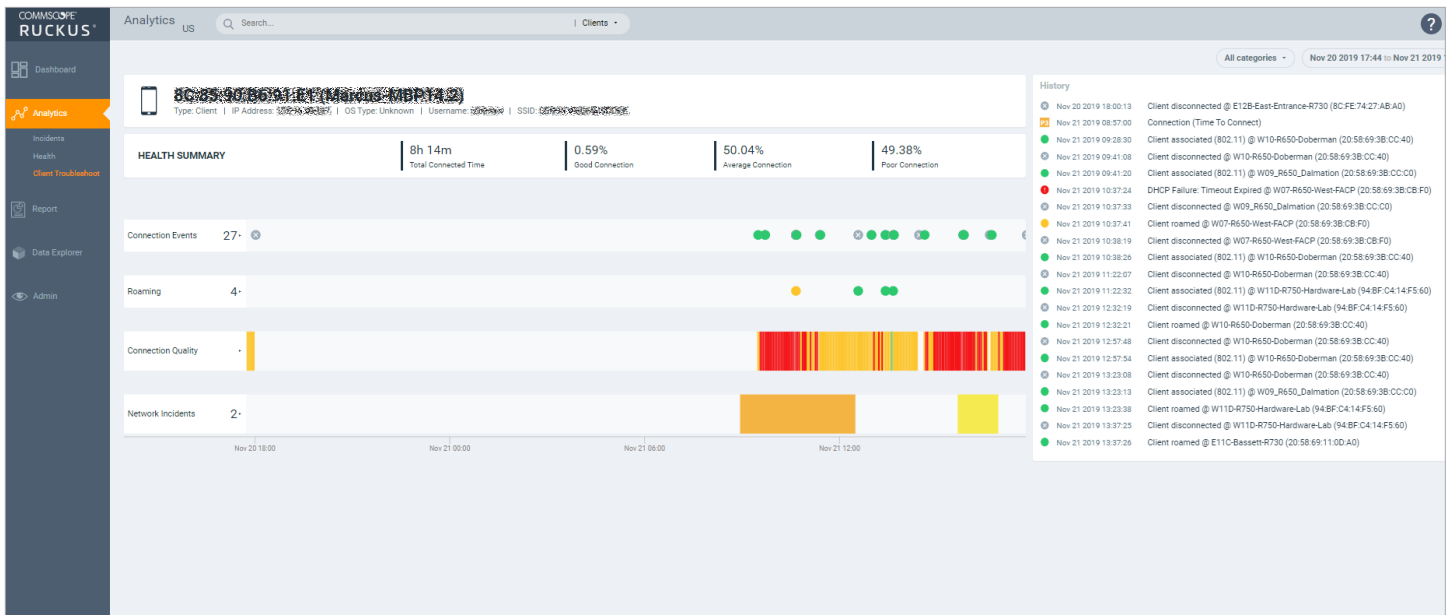 COMMSCOPE
RUCKUS
Analytics US
Search...
Clients
?
Dashboard
Analytics
Incidents
Health
Client Troubleshoot
Report
Data Explorer
Admin
All categories
Nov 20 2019 17:44 to Nov 21 2019
Type: Client | IP Address: | OS Type: Unknown | Username: | SSID:
HEALTH SUMMARY
8h 14m
Total Connected Time
0.59%
Good Connection
50.04%
Average Connection
49.38%
Poor Connection
Connection Events 27
Roaming 4
Connection Quality
Network Incidents 2
Nov 20 18:00 Nov 21 00:00 Nov 21 06:00 Nov 21 12:00
History
Nov 20 2019 18:00:13 Client disconnected @ E12B-East-Entrance-R730 (8C:FE:74:27:AB:A0)
P3 Nov 21 2019 08:57:00 Connection (Time To Connect)
Nov 21 2019 09:28:30 Client associated (802.11) @ W10-R650-Doberman (20:58:69:3B:CC:40)
Nov 21 2019 09:41:08 Client disconnected @ W10-R650-Doberman (20:58:69:3B:CC:40)
Nov 21 2019 09:41:20 Client associated (802.11) @ W09_R650_Dalmation (20:58:69:3B:CC:C0)
Nov 21 2019 10:37:24 DHCP Failure: Timeout Expired @ W07-R650-West-FACP (20:58:69:3B:CB:F0)
Nov 21 2019 10:37:33 Client disconnected @ W09_R650_Dalmation (20:58:69:3B:CC:C0)
Nov 21 2019 10:37:41 Client roamed @ W07-R650-West-FACP (20:58:69:3B:CB:F0)
Nov 21 2019 10:38:19 Client disconnected @ W07-R650-West-FACP (20:58:69:3B:CB:F0)
Nov 21 2019 10:38:26 Client associated (802.11) @ W10-R650-Doberman (20:58:69:3B:CC:40)
Nov 21 2019 11:22:07 Client disconnected @ W10-R650-Doberman (20:58:69:3B:CC:40)
Nov 21 2019 11:22:32 Client associated (802.11) @ W11D-R750-Hardware-Lab (94:BF:C4:14:F5:60)
Nov 21 2019 12:32:19 Client disconnected @ W11D-R750-Hardware-Lab (94:BF:C4:14:F5:60)
Nov 21 2019 12:32:21 Client roamed @ W10-R650-Doberman (20:58:69:3B:CC:40)
Nov 21 2019 12:57:48 Client disconnected @ W10-R650-Doberman (20:58:69:3B:CC:40)
Nov 21 2019 12:57:54 Client associated (802.11) @ W10-R650-Doberman (20:58:69:3B:CC:40)
Nov 21 2019 13:23:08 Client disconnected @ W10-R650-Doberman (20:58:69:3B:CC:40)
Nov 21 2019 13:23:13 Client associated (802.11) @ W09_R650_Dalmation (20:58:69:3B:CC:C0)
Nov 21 2019 13:23:38 Client roamed @ W11D-R750-Hardware-Lab (94:BF:C4:14:F5:60)
Nov 21 2019 13:37:25 Client disconnected @ W11D-R750-Hardware-Lab (94:BF:C4:14:F5:60)
Nov 21 2019 13:37:26 Client roamed @ E11C-Bassett-R730 (20:58:69:11:0D:A0)